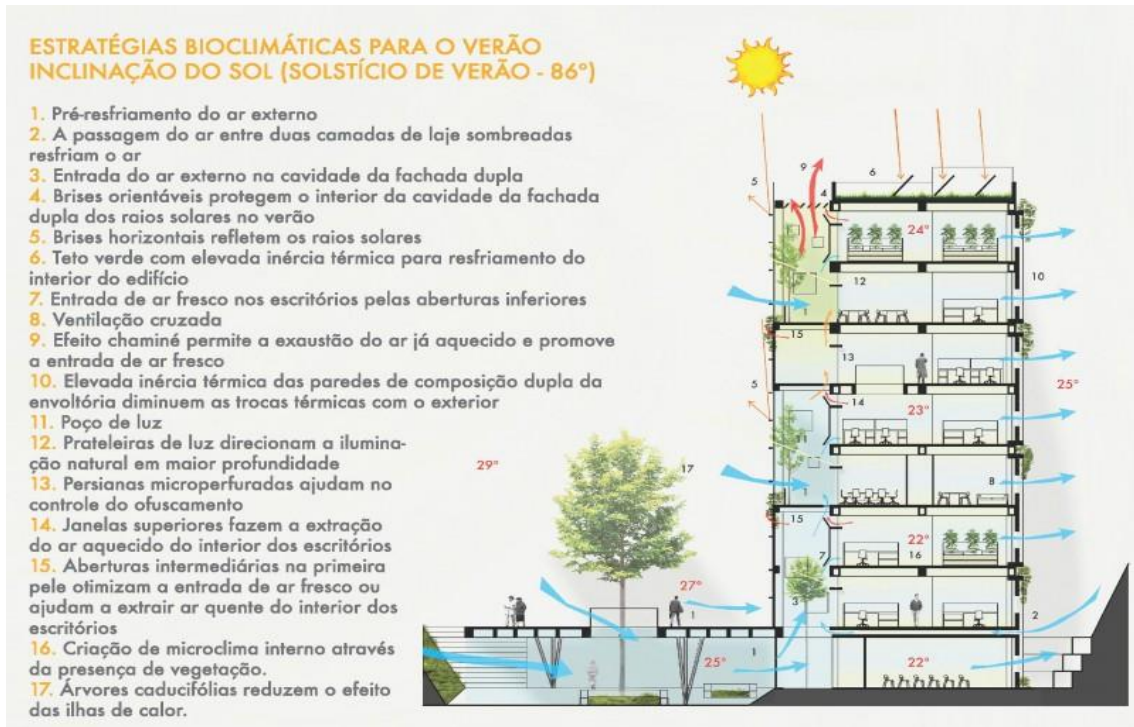 ESTRATÉGIAS BIOCLIMÁTICAS PARA O VERÃO
INCLINAÇÃO DO SOL (SOLSTÍCIO DE VERÃO - 86º)
1. Pré-resfriamento do ar externo
2. A passagem do ar entre duas camadas de laje sombreadas
resfriam o ar
3. Entrada do ar externo na cavidade da fachada dupla
4. Brises orientáveis protegem o interior da cavidade da fachada
dupla dos raios solares no verão
5. Brises horizontais refletem os raios solares
6. Teto verde com elevada inércia térmica para resfriamento do
interior do edifício
7. Entrada de ar fresco nos escritórios pelas aberturas inferiores
8. Ventilação cruzada
9. Efeito chaminé permite a exaustão do ar já aquecido e promove
a entrada de ar fresco
10. Elevada inércia térmica das paredes de composição dupla da
envoltória diminuem as trocas térmicas com o exterior
11. Poço de luz
12. Prateleiras de luz direcionam a ilumina-
ção natural em maior profundidade
13. Persianas microperfuradas ajudam no
controle do ofuscamento
14. Janelas superiores fazem a extração
do ar aquecido do interior dos escritórios
15. Aberturas intermediárias na primeira
pele otimizam a entrada de ar fresco ou
ajudam a extrair ar quente do interior dos
escritórios
16. Criação de microclima interno através
da presença de vegetação.
17. Árvores caducifólias reduzem o efeito
das ilhas de calor.
9
6
5
4
24º
12
10
15
13
5
25º
14
23º
29º
17
8
15
22º
7
16
27º
3
1
2
25º
1
22º